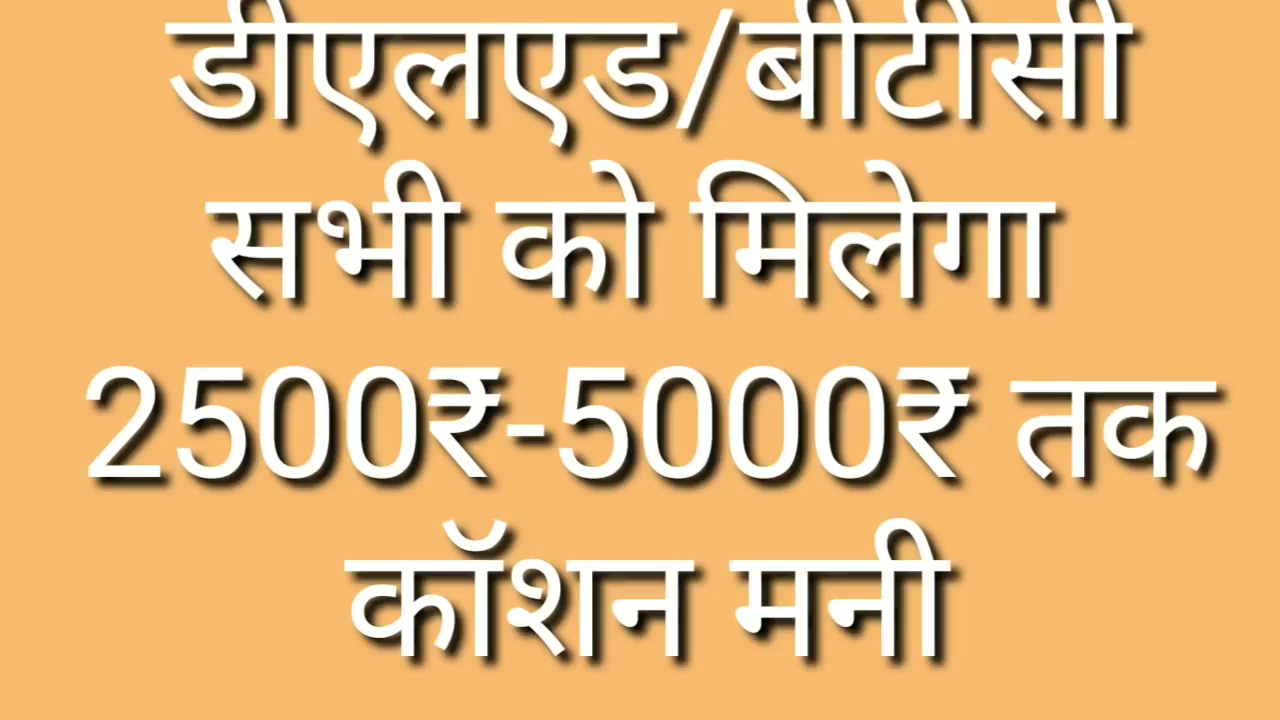 डीएलएड/बीटीसी
सभी को मिलेगा
2500₹-5000₹ तक
कॉशन मनी